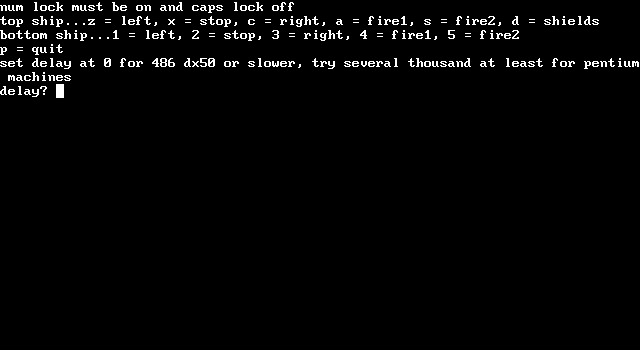 num lock must be on and caps lock off
top ship...z = left, x = stop, c = right, a = fire1, s = fire2, d = shields
bottom ship...1 = left, 2 = stop, 3 = right, 4 = fire1, 5 = fire2
p = quit
set delay at 0 for 486 dx50 or slower, try several thousand at least for pentium
 machines
delay?